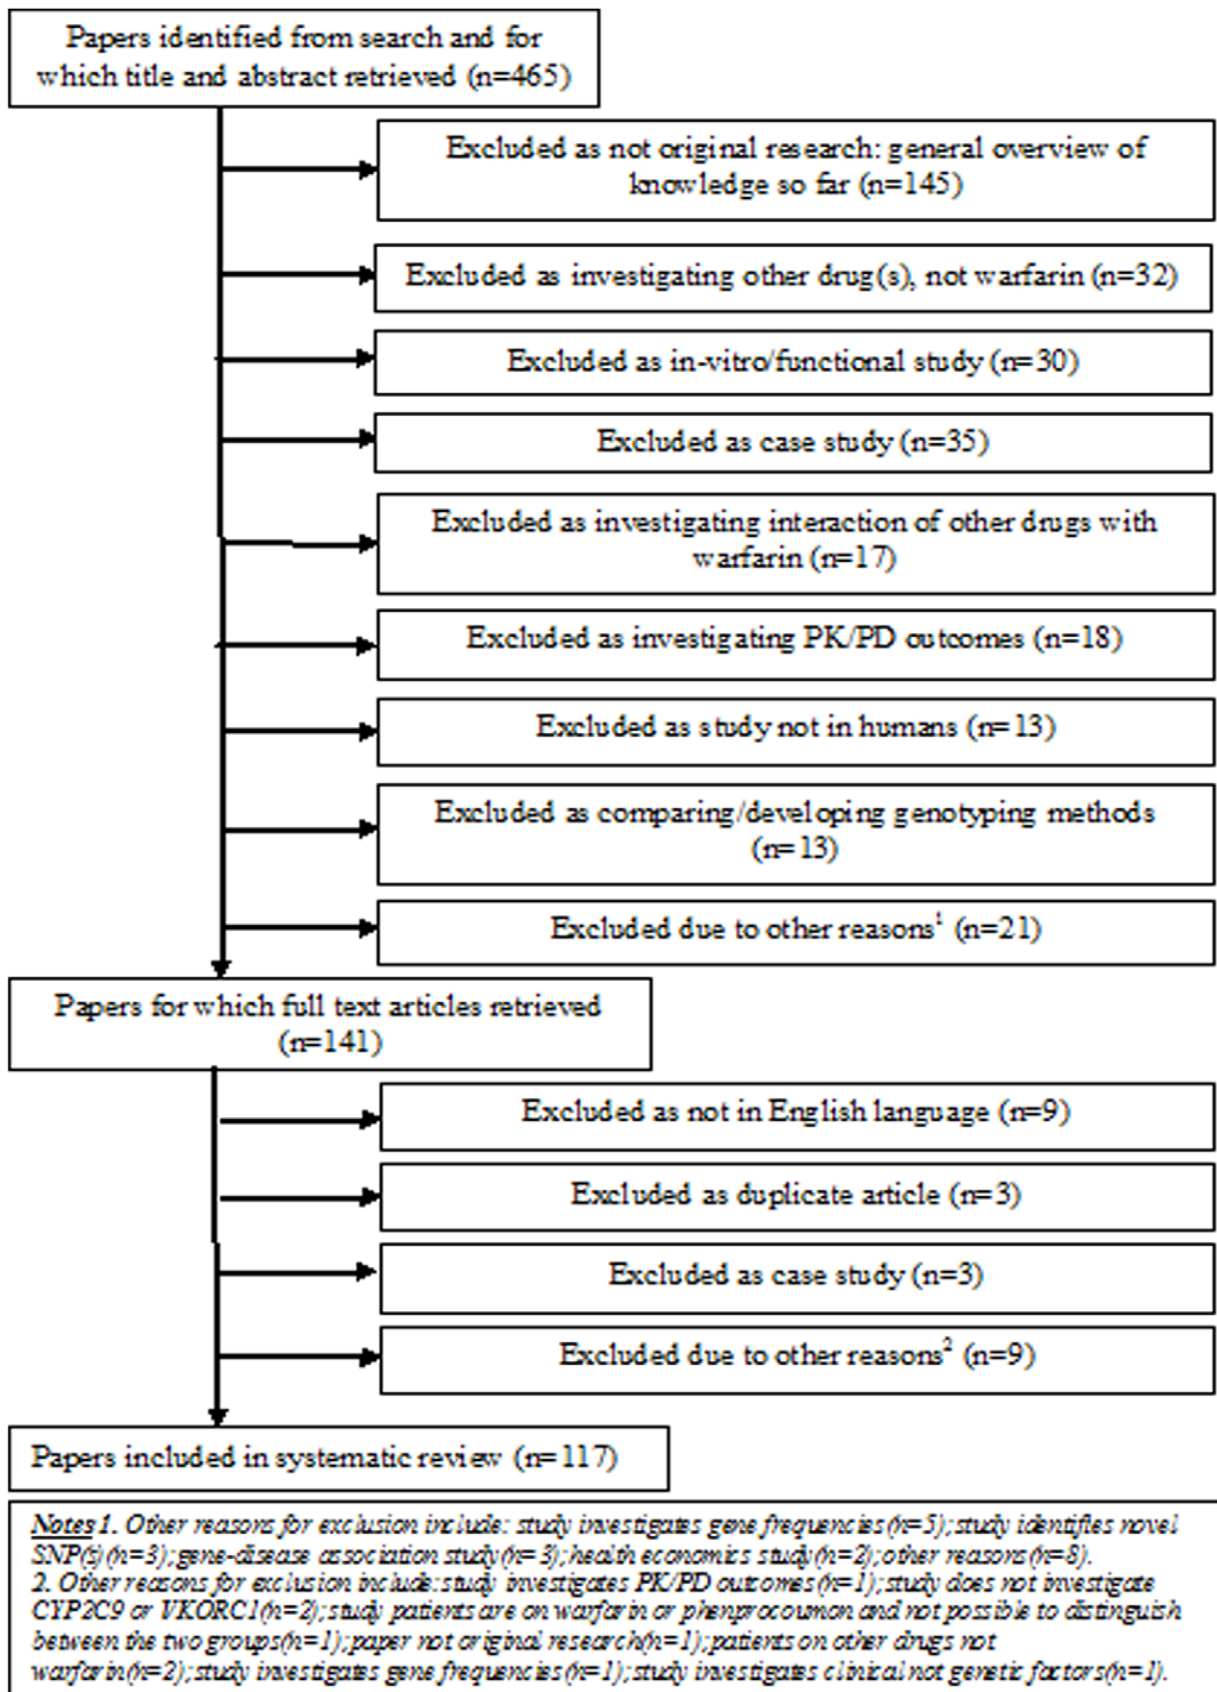 Papers identified from search and for
which title and abstract retrieved (n=465)
Excluded as not original research: general overview of
knowledge so far (n=145)
Excluded as investigating other drug(s), not warfarin (n=32)
Excluded as in-vitro/functional study (n=30)
Excluded as case study (n=35)
Excluded as investigating interaction of other drugs with
warfarin (n=17)
Excluded as investigating PK/PD outcomes (n=18)
Excluded as study not in humans (n=13)
Excluded as comparing/developing genotyping methods
(n=13)
Excluded due to other reasons¹ (n=21)
Papers for which full text articles retrieved
(n=141)
Excluded as not in English language (n=9)
Excluded as duplicate article (n=3)
Excluded as case study (n=3)
Excluded due to other reasons² (n=9)
Papers included in systematic review (n=117)
Notes 1. Other reasons for exclusion include: study investigates gene frequencies (n=5); study identifies novel
SNP(s) (n=3); gene-disease association study (n=3); health economics study (n=2); other reasons (n=8).
2. Other reasons for exclusion include: study investigates PK/PD outcomes (n=1); study does not investigate
CYP2C9 or VKORC1 (n=2); study patients are on warfarin or phenprocoumon and not possible to distinguish
between the two groups (n=1); paper not original research (n=1); patients on other drugs not
warfarin (n=2); study investigates gene frequencies (n=1); study investigates clinical not genetic factors (n=1).